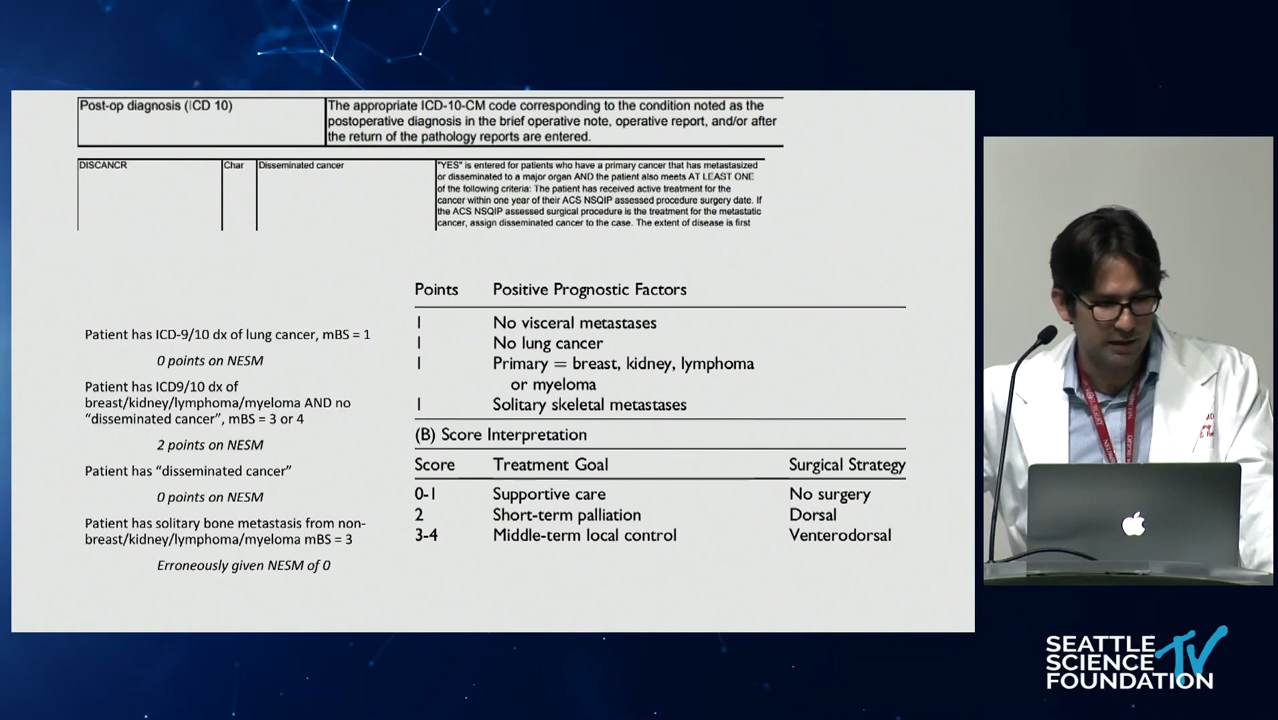 Post-op diagnosis (ICD 10)
The appropriate ICD-10-CM code corresponding to the condition noted as the
postoperative diagnosis in the brief operative note, operative report, and/or after
the return of the pathology reports are entered.
DISCANCR
Char
Disseminated cancer
"YES" is entered for patients who have a primary cancer that has metastasized
or disseminated to a major organ AND the patient also meets AT LEAST ONE
of the following criteria: The patient has received active treatment for the
cancer within one year of their ACS NSQIP assessed procedure surgery date. If
the ACS NSQIP assessed surgical procedure is the treatment for the metastatic
cancer, assign disseminated cancer to the case. The extent of disease is first
Patient has ICD-9/10 dx of lung cancer, mBS = 1
0 points on NESM
Patient has ICD9/10 dx of
breast/kidney/lymphoma/myeloma AND no
"disseminated cancer", mBS = 3 or 4
2 points on NESM
Patient has "disseminated cancer"
0 points on NESM
Patient has solitary bone metastasis from non-
breast/kidney/lymphoma/myeloma mBS = 3
Erroneously given NESM of 0
Points Positive Prognostic Factors
1 No visceral metastases
1 No lung cancer
1 Primary = breast, kidney, lymphoma
or myeloma
1 Solitary skeletal metastases
(B) Score Interpretation
Score Treatment Goal Surgical Strategy
0-1 Supportive care No surgery
2 Short-term palliation Dorsal
3-4 Middle-term local control Venterodorsal
SEATTLE
SCIENCE TV
FOUNDATION